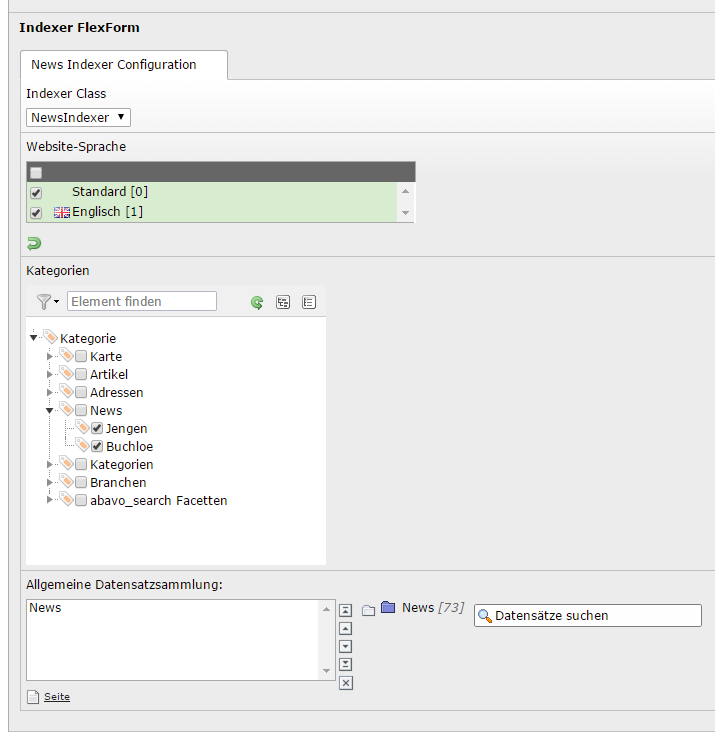 Indexer FlexForm
News Indexer Configuration
Indexer Class
NewsIndexer
Website-Sprache
Standard [0]
Englisch [1]
Kategorien
Element finden
Kategorie
Karte
Artikel
Adressen
News
Jengen
Buchloe
Kategorien
Branchen
abavo_search Facetten
Allgemeine Datensatzsammlung:
News
News [73]
Datensätze suchen
Seite